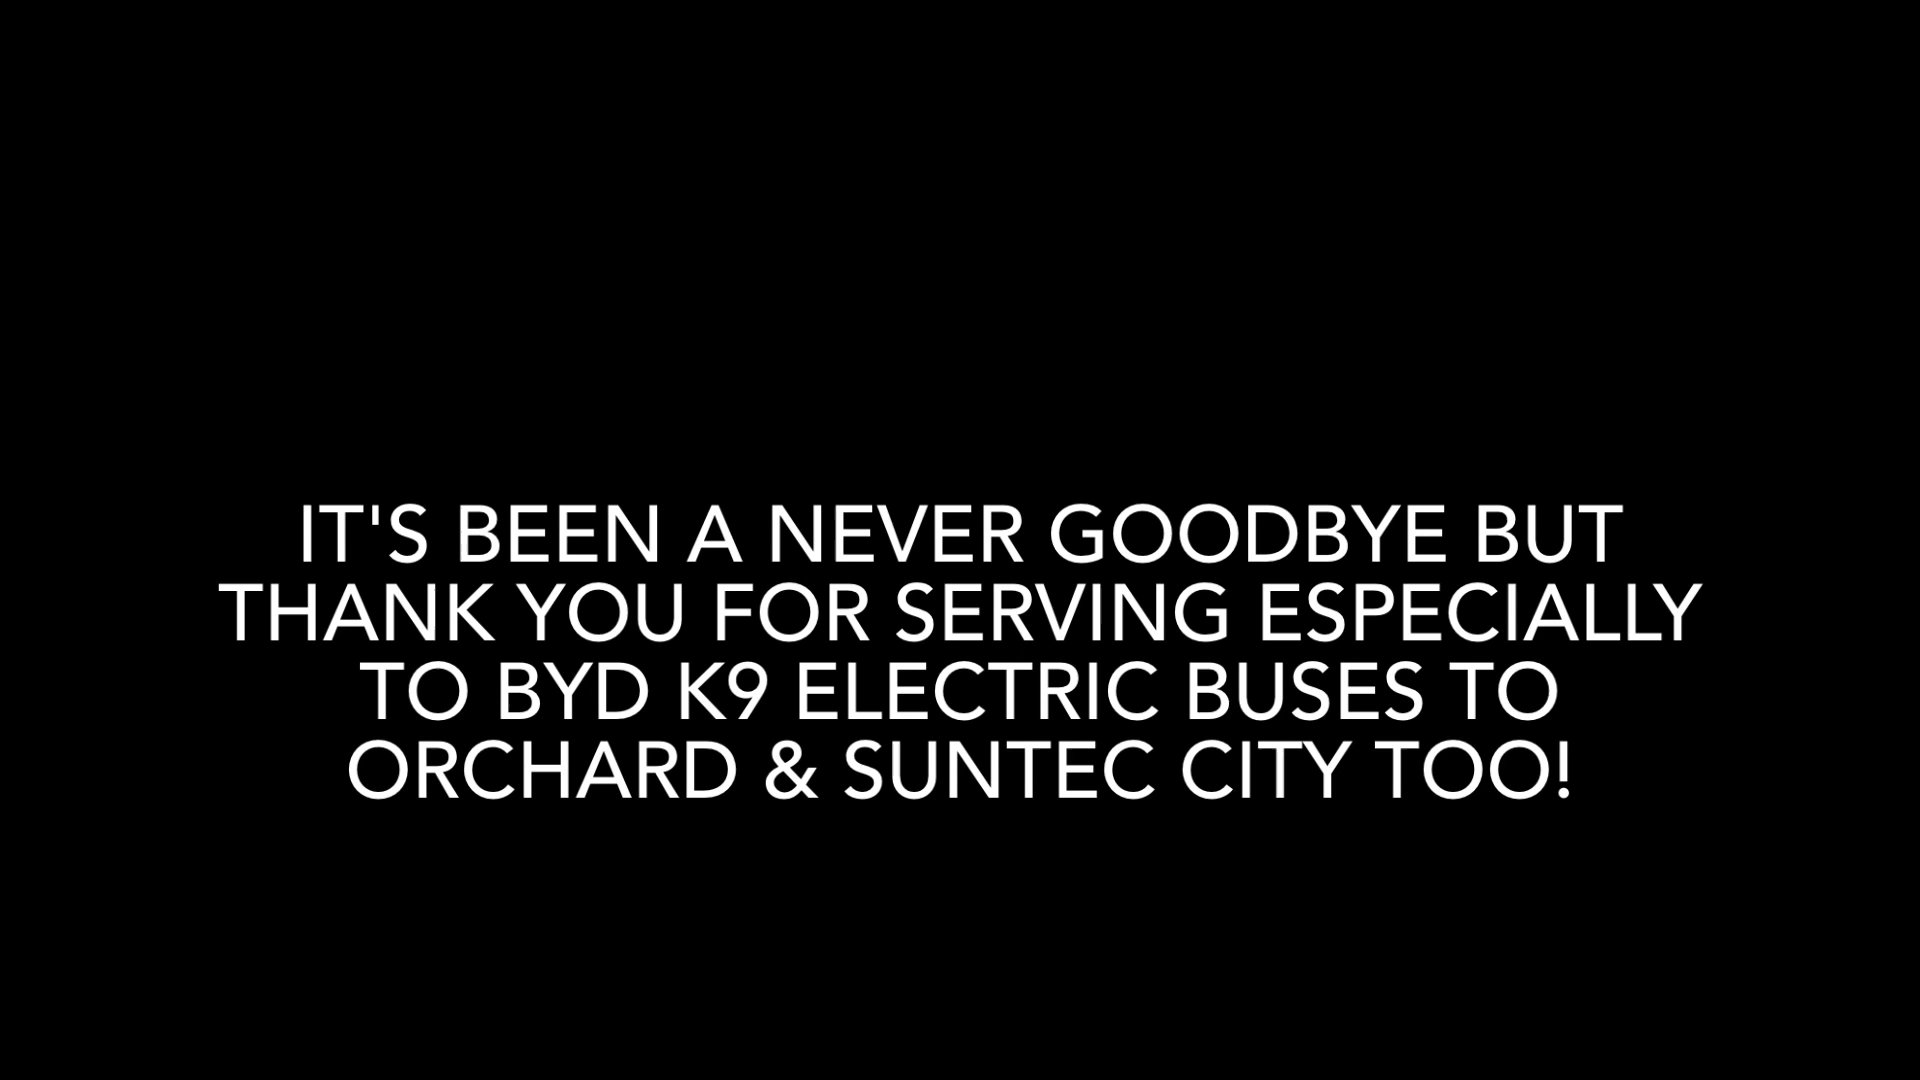 IT'S BEEN A NEVER GOODBYE BUT
THANK YOU FOR SERVING ESPECIALLY
TO BYD K9 ELECTRIC BUSES TO
ORCHARD & SUNTEC CITY TOO!